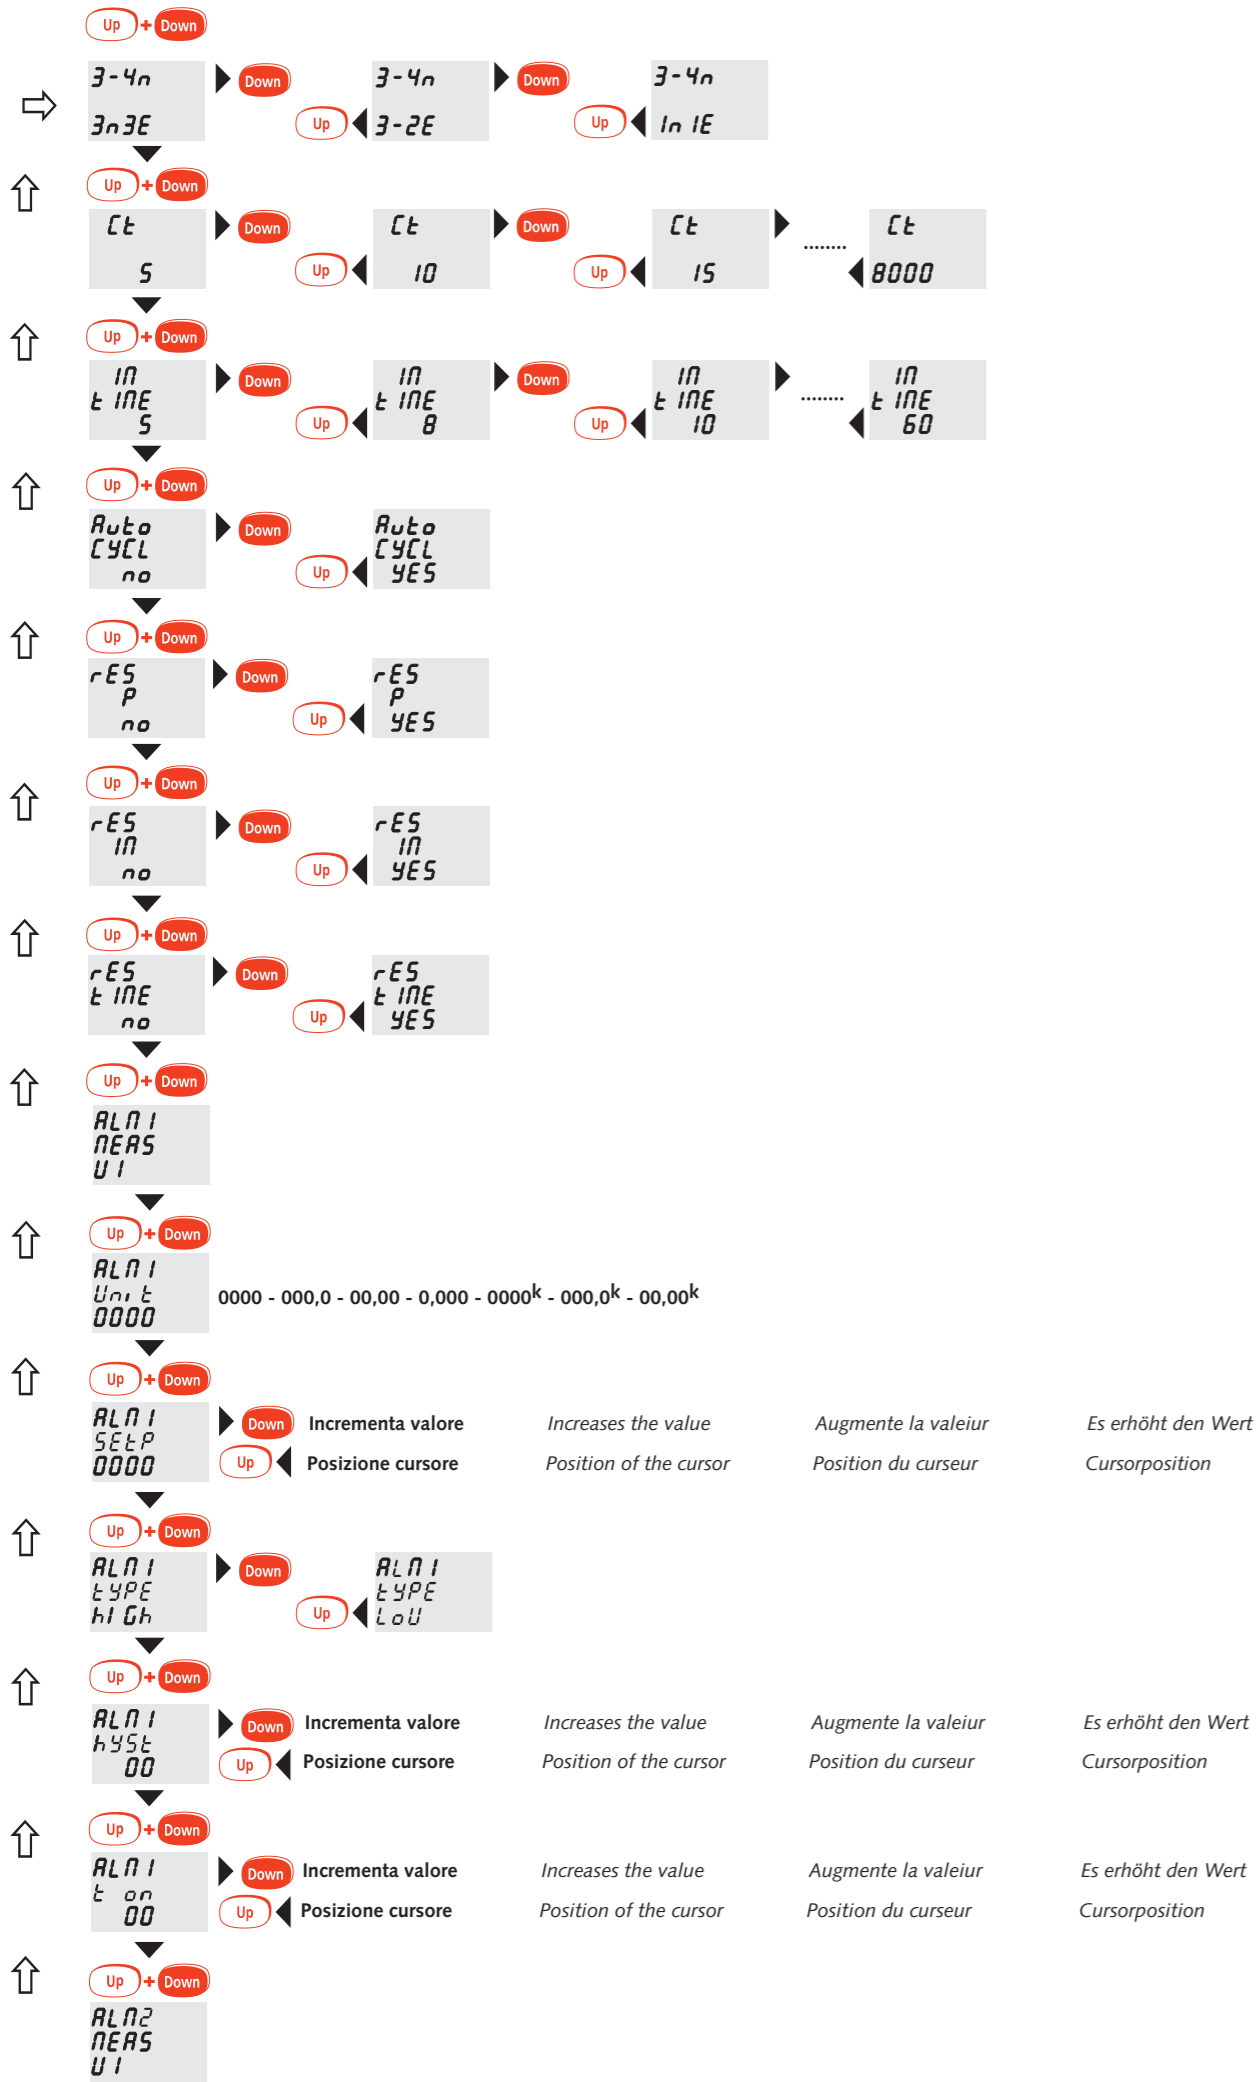 Up + Down
3-4n Down 3-4n Down 3-4n
3n3E Up 3-2E Up 1n1E
Up + Down
Ct Down Ct Down Ct ........ Ct
5 Up 10 Up 15 8000
Up + Down
IN Down IN Down IN ........ IN
tINE tINE tINE tINE
5 Up 8 Up 10 60
Up + Down
Auto Down Auto
CYCL CYCL
no Up YES
Up + Down
rES Down rES
P P
no Up YES
Up + Down
rES Down rES
IN IN
no Up YES
Up + Down
rES Down rES
tINE tINE
no Up YES
Up + Down
ALN1
NEAS
U1
Up + Down
ALN1
Unit 0000 - 000,0 - 00,00 - 0,000 - 0000k - 000,0k - 00,00k
0000
Up + Down
ALN1 Down Incrementa valore Increases the value Augmente la valeiur Es erhöht den Wert
SEtP
0000 Up Posizione cursore Position of the cursor Position du curseur Cursorposition
Up + Down
ALN1 Down ALN1
tYPE tYPE
hIGh Up LoU
Up + Down
ALN1 Down Incrementa valore Increases the value Augmente la valeiur Es erhöht den Wert
hYSt
00 Up Posizione cursore Position of the cursor Position du curseur Cursorposition
Up + Down
ALN1 Down Incrementa valore Increases the value Augmente la valeiur Es erhöht den Wert
t on
00 Up Posizione cursore Position of the cursor Position du curseur Cursorposition
Up + Down
ALN2
NEAS
U1